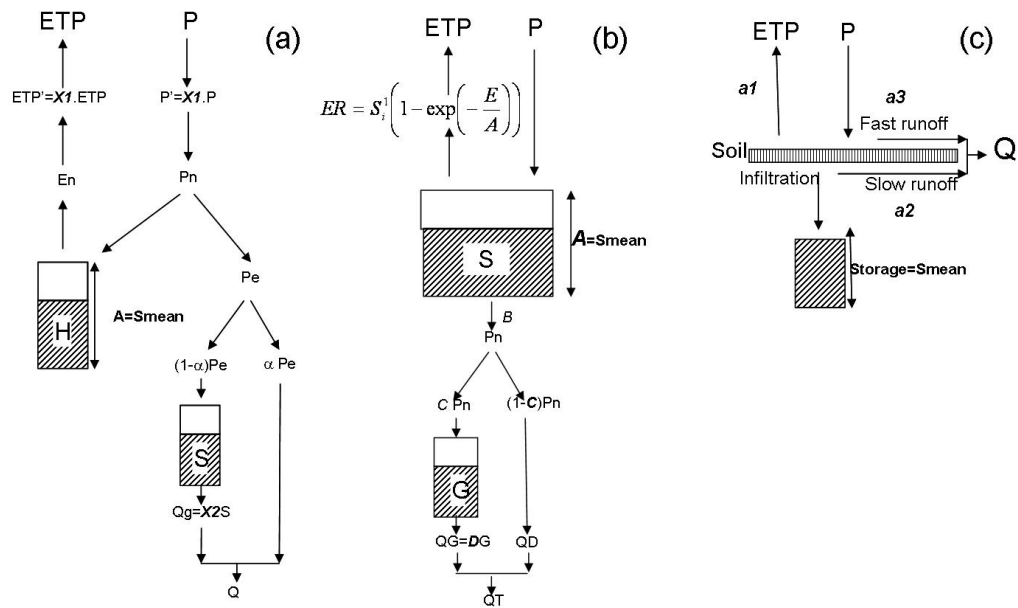 ETP
P
(a)
ETP'=X1.ETP
P'=X1.P
En
Pn
H
A=Smean
Pe
(1-α)Pe
α Pe
S
Qg=X2S
Q
ETP
P
(b)
ER = S_i^1(1-exp(-E/A))
S
A=Smean
B
Pn
C Pn
(1-C)Pn
G
QG=DG
QD
QT
ETP
P
(c)
a1
a3
Fast runoff
Soil
Q
Infiltration
Slow runoff
a2
Storage=Smean